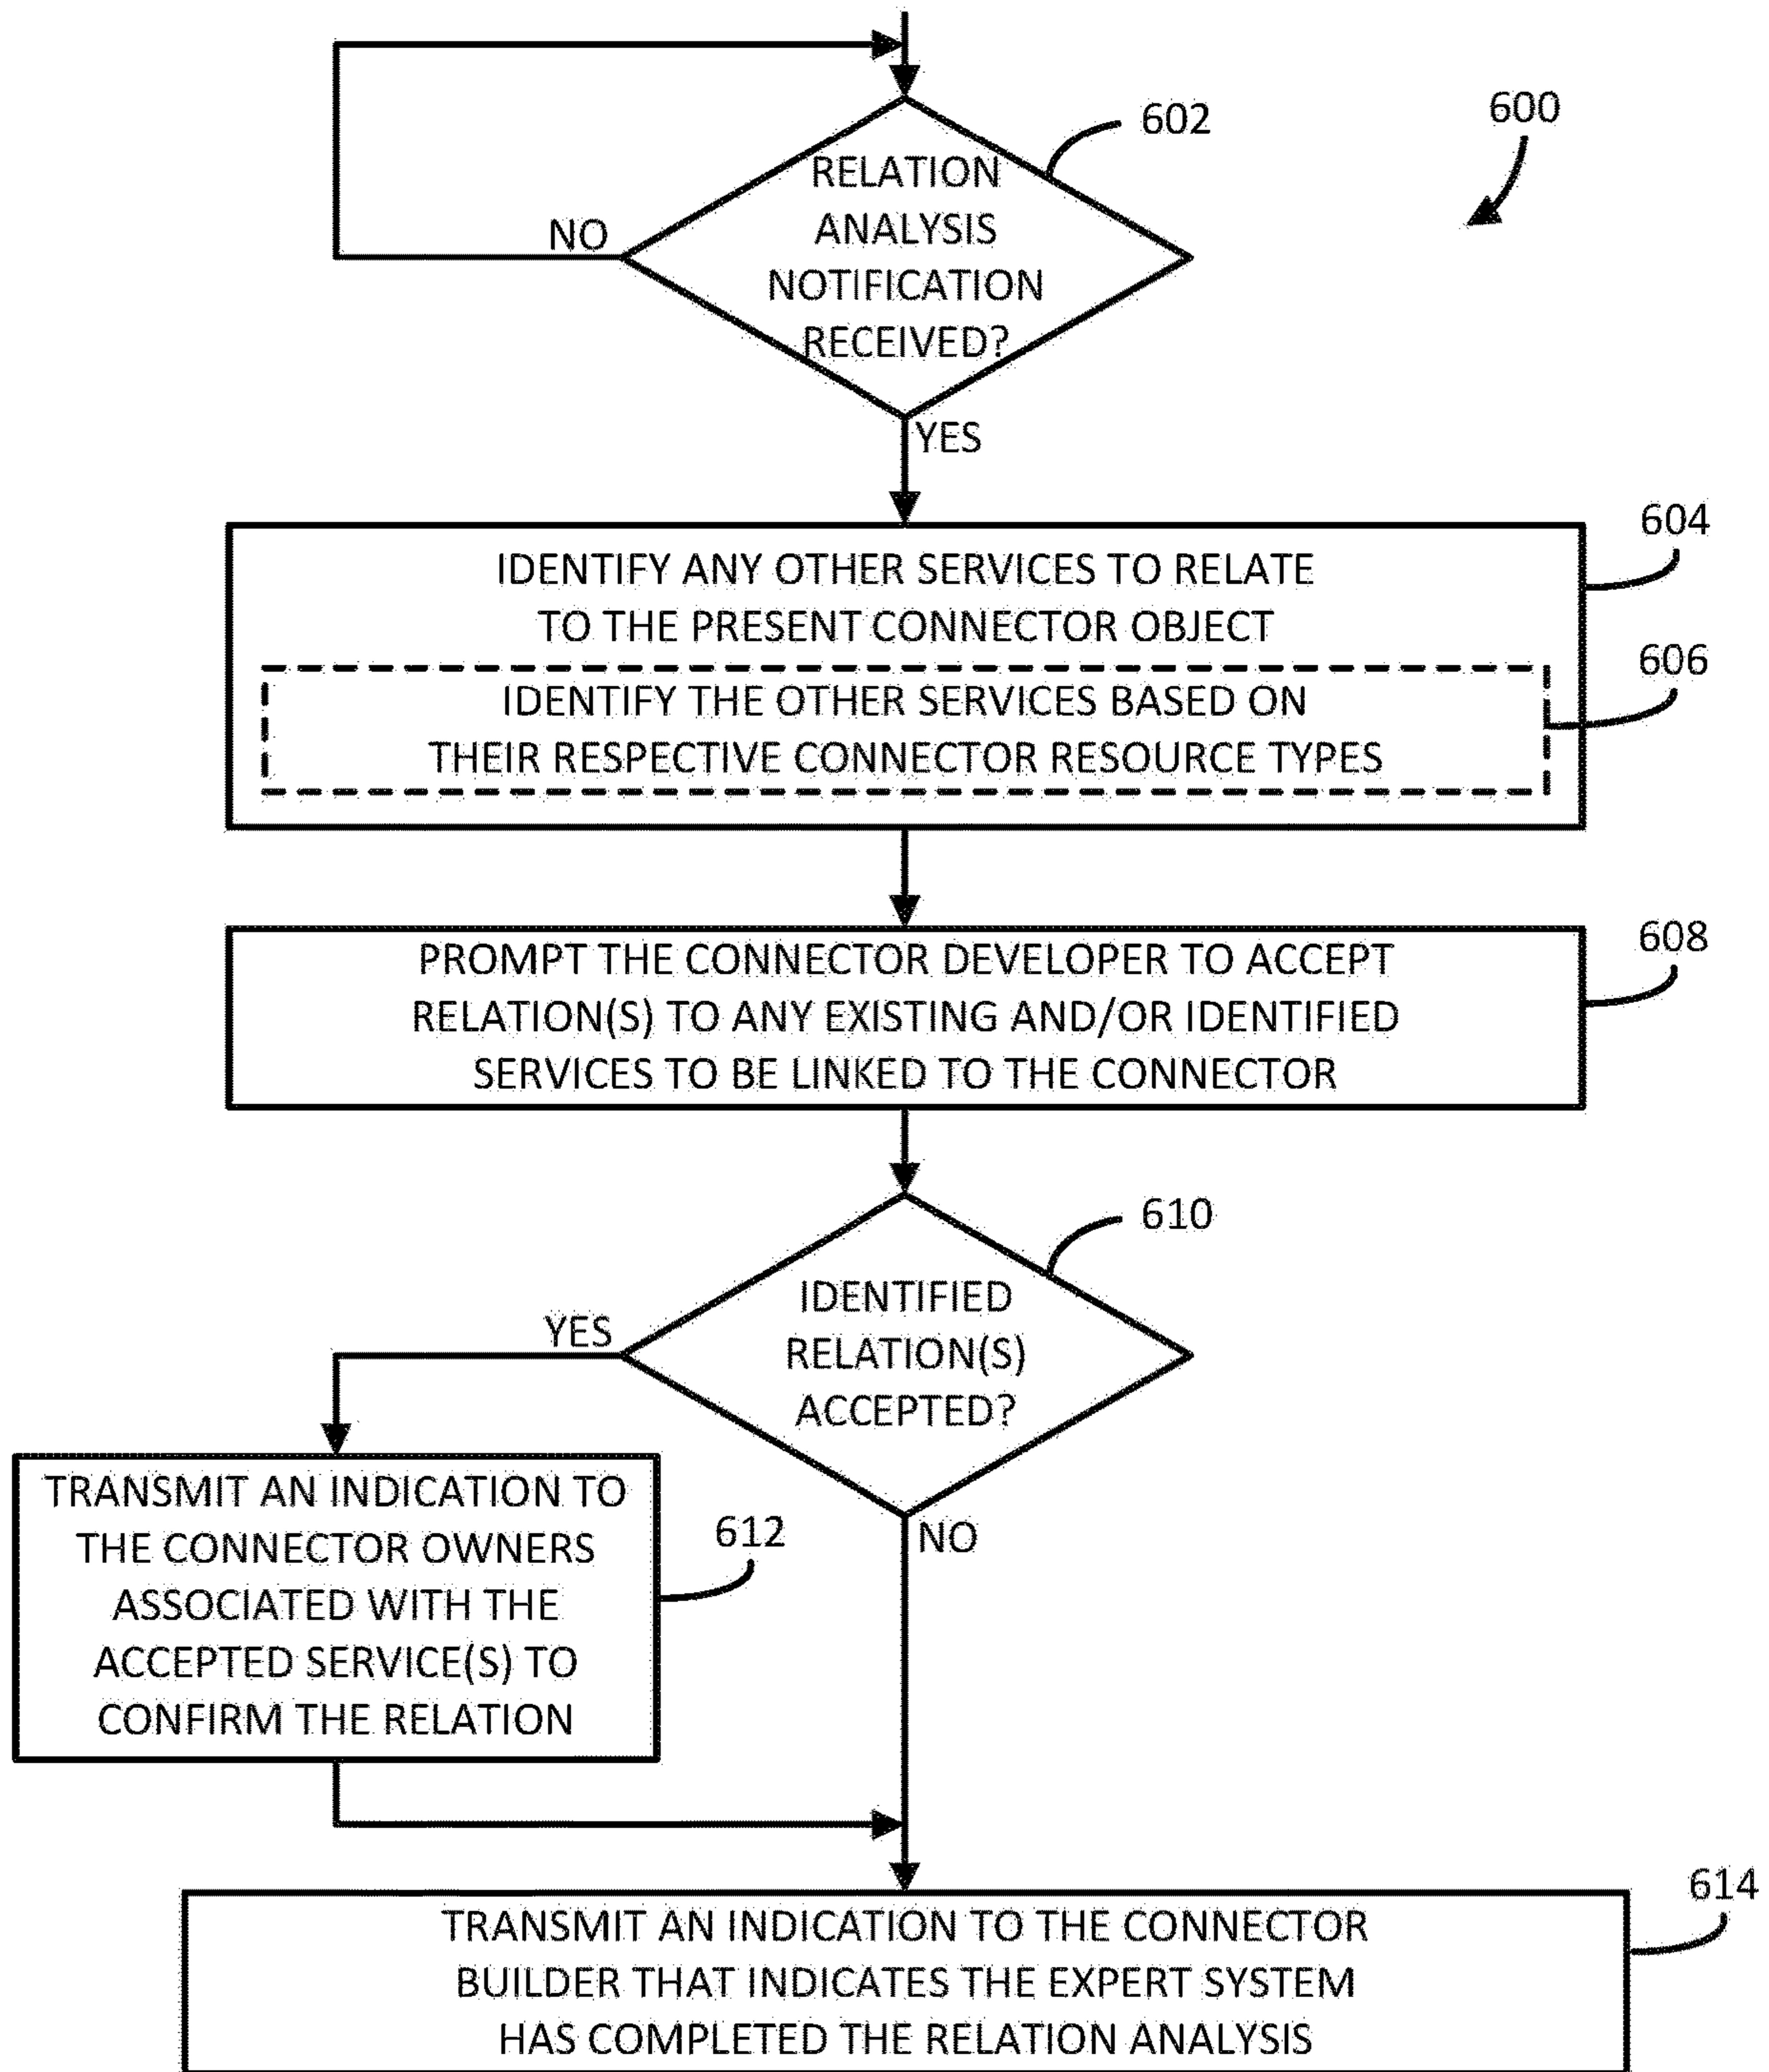 600
602
RELATION
ANALYSIS
NOTIFICATION
RECEIVED?
NO
YES
604
IDENTIFY ANY OTHER SERVICES TO RELATE
TO THE PRESENT CONNECTOR OBJECT
606
IDENTIFY THE OTHER SERVICES BASED ON
THEIR RESPECTIVE CONNECTOR RESOURCE TYPES
608
PROMPT THE CONNECTOR DEVELOPER TO ACCEPT
RELATION(S) TO ANY EXISTING AND/OR IDENTIFIED
SERVICES TO BE LINKED TO THE CONNECTOR
610
IDENTIFIED
RELATION(S)
ACCEPTED?
YES
NO
TRANSMIT AN INDICATION TO
THE CONNECTOR OWNERS
ASSOCIATED WITH THE
ACCEPTED SERVICE(S) TO
CONFIRM THE RELATION
612
614
TRANSMIT AN INDICATION TO THE CONNECTOR
BUILDER THAT INDICATES THE EXPERT SYSTEM
HAS COMPLETED THE RELATION ANALYSIS